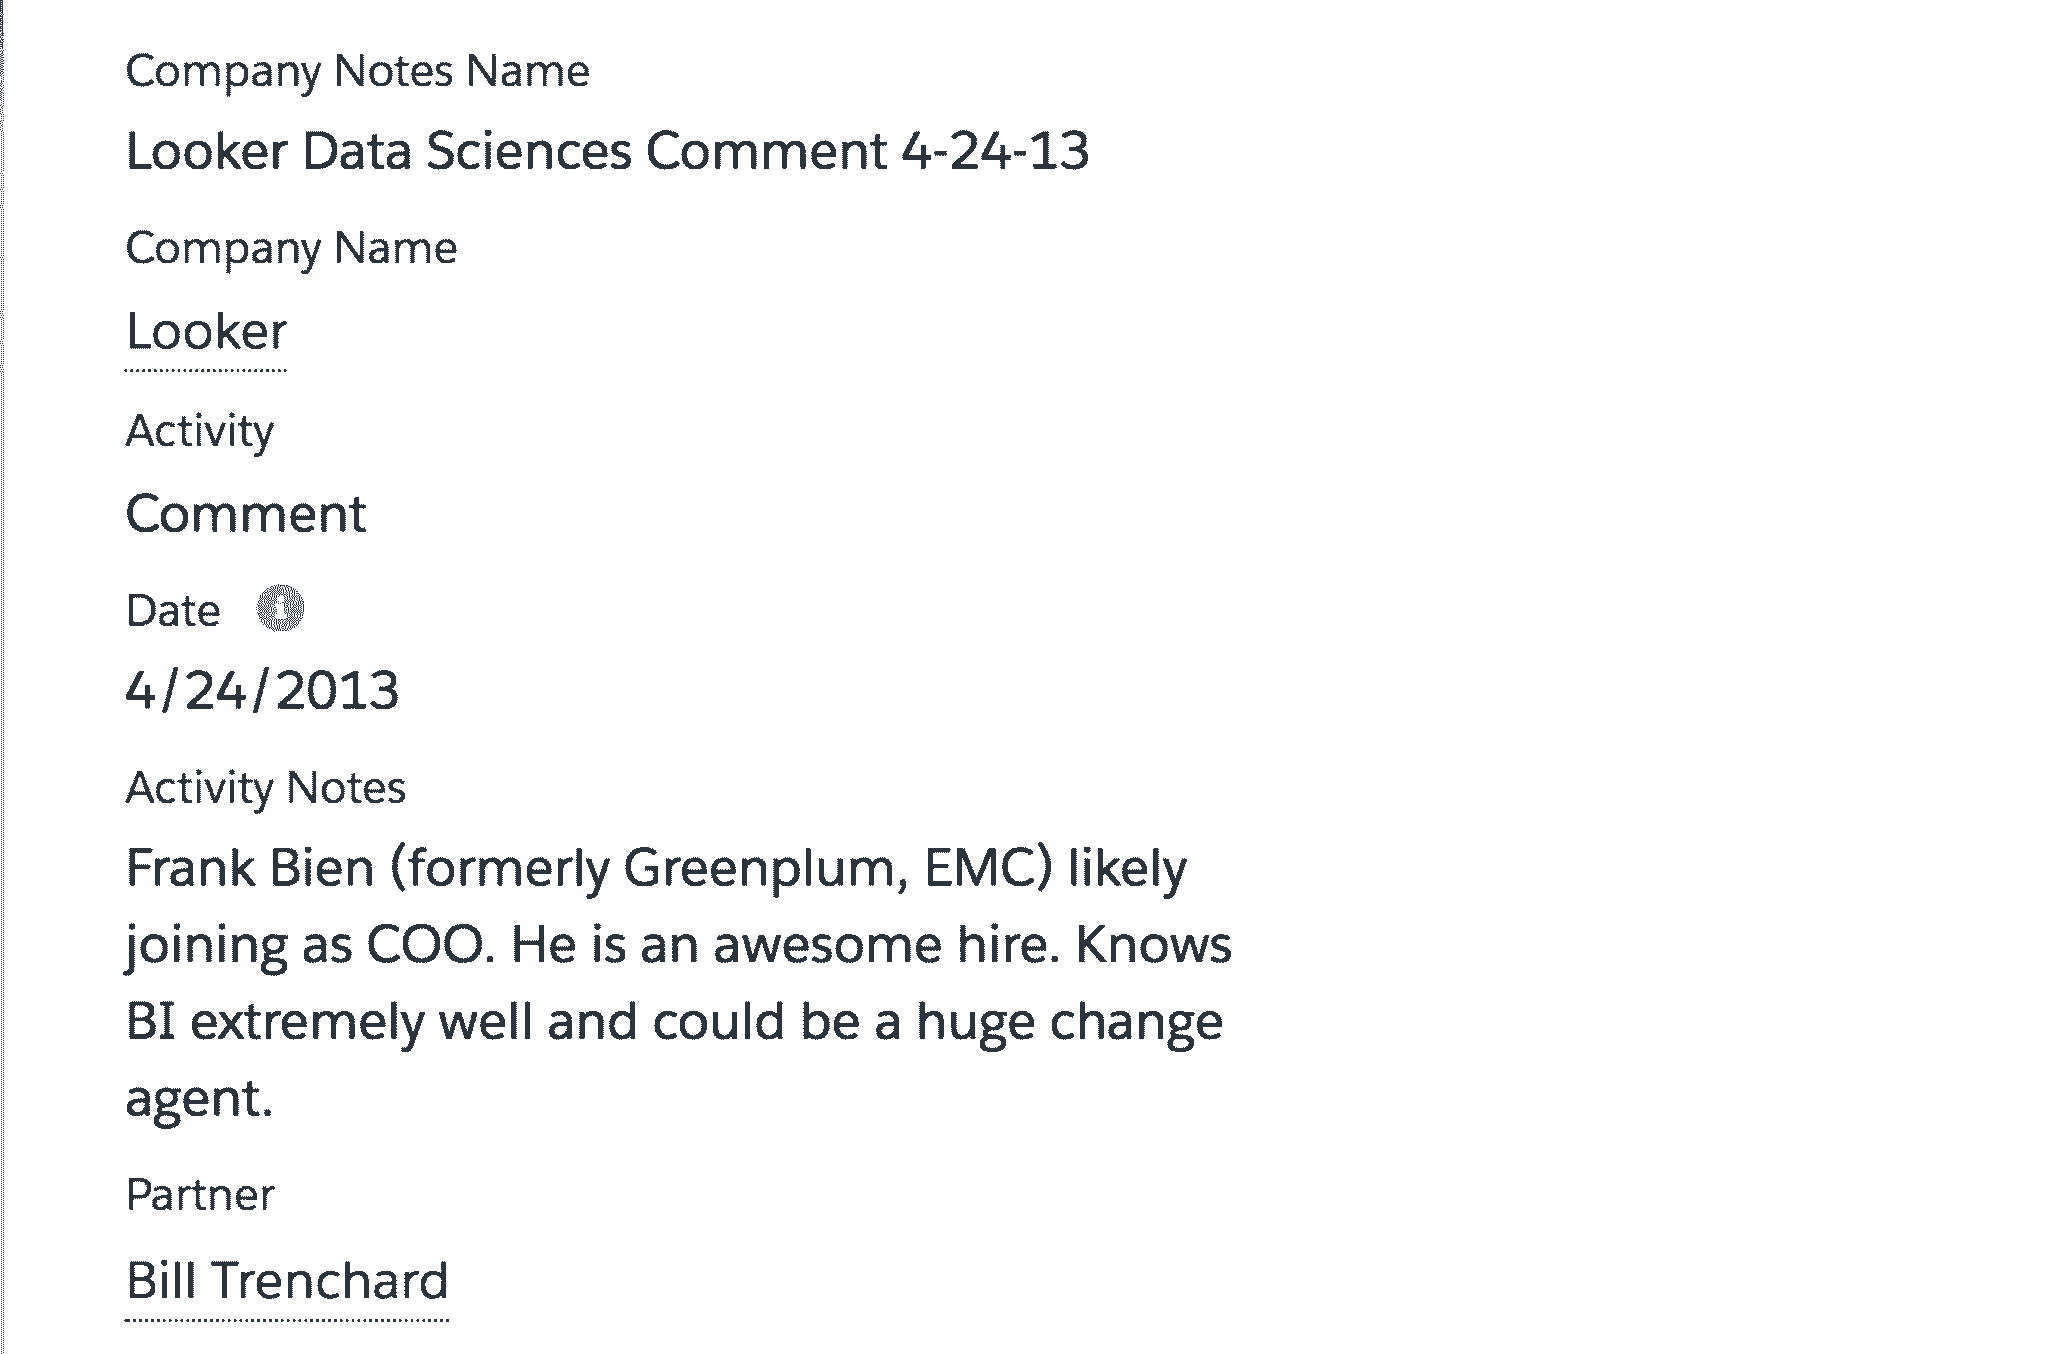 Company Notes Name
Looker Data Sciences Comment 4-24-13
Company Name
Looker
Activity
Comment
Date
4/24/2013
Activity Notes
Frank Bien (formerly Greenplum, EMC) likely
joining as COO. He is an awesome hire. Knows
BI extremely well and could be a huge change
agent.
Partner
Bill Trenchard